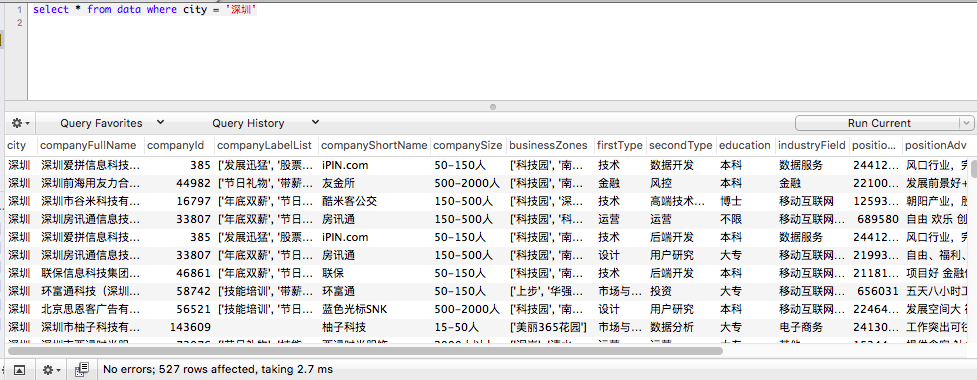 1 select * from data where city = '深圳'
2
Query Favorites Query History Run Current
city companyFullName companyId companyLabelList companyShortName companySize businessZones firstType secondType education industryField positio... positionAdv
深圳 深圳爱拼信息科技... 385 ['发展迅猛', '股票... iPIN.com 50-150人 ['科技园', '南... 技术 数据开发 本科 数据服务 24412... 风口行业，完
深圳 深圳前海用友力合... 44982 ['节日礼物', '带薪... 友金所 500-2000人 ['科技园', '南... 金融 风控 本科 金融 22100... 发展前景好+
深圳 深圳市谷米科技有... 16797 ['年底双薪', '节日... 酷米客公交 150-500人 ['科技园', '深... 技术 高端技术... 博士 移动互联网 12593... 朝阳产业，股
深圳 深圳房讯通信息技... 33807 ['年底双薪', '节日... 房讯通 150-500人 ['科技园', '科... 运营 运营 不限 移动互联网... 689580 自由 欢乐 创
深圳 深圳爱拼信息科技... 385 ['发展迅猛', '股票... iPIN.com 50-150人 ['科技园', '南... 技术 后端开发 本科 数据服务 24412... 风口行业，完
深圳 深圳房讯通信息技... 33807 ['年底双薪', '节日... 房讯通 150-500人 ['科技园', '南... 设计 用户研究 大专 移动互联网... 21993... 自由、福利、
深圳 联保信息科技集团... 46861 ['年底双薪', '节日... 联保 50-150人 ['科技园', '南... 技术 后端开发 本科 移动互联网... 21181... 项目好 金融
深圳 环富通科技（深圳... 58742 ['技能培训', '带薪... 环富通 50-150人 ['上步', '华强... 市场与... 投资 大专 移动互联网... 656031 五天八小时工
深圳 北京思恩客广告有... 56521 ['技能培训', '节日... 蓝色光标SNK 500-2000人 ['科技园', '南... 设计 用户研究 本科 移动互联网... 22464... 发展空间大
深圳 深圳市柚子科技有... 143609 柚子科技 15-50人 ['美丽365花园'] 市场与... 数据分析 大专 电子商务 24130... 工作突出可往
No errors; 527 rows affected, taking 2.7 ms